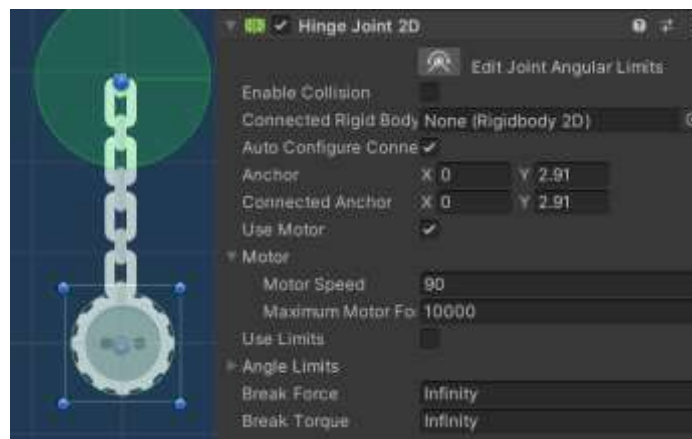 Hinge Joint 2D
Edit Joint Angular Limits
Enable Collision
Connected Rigid Body None (Rigidbody 2D)
Auto Configure Conne
Anchor X 0 Y 2.91
Connected Anchor X 0 Y 2.91
Use Motor
Motor
Motor Speed 90
Maximum Motor Fo 10000
Use Limits
Angle Limits
Break Force Infinity
Break Torque Infinity